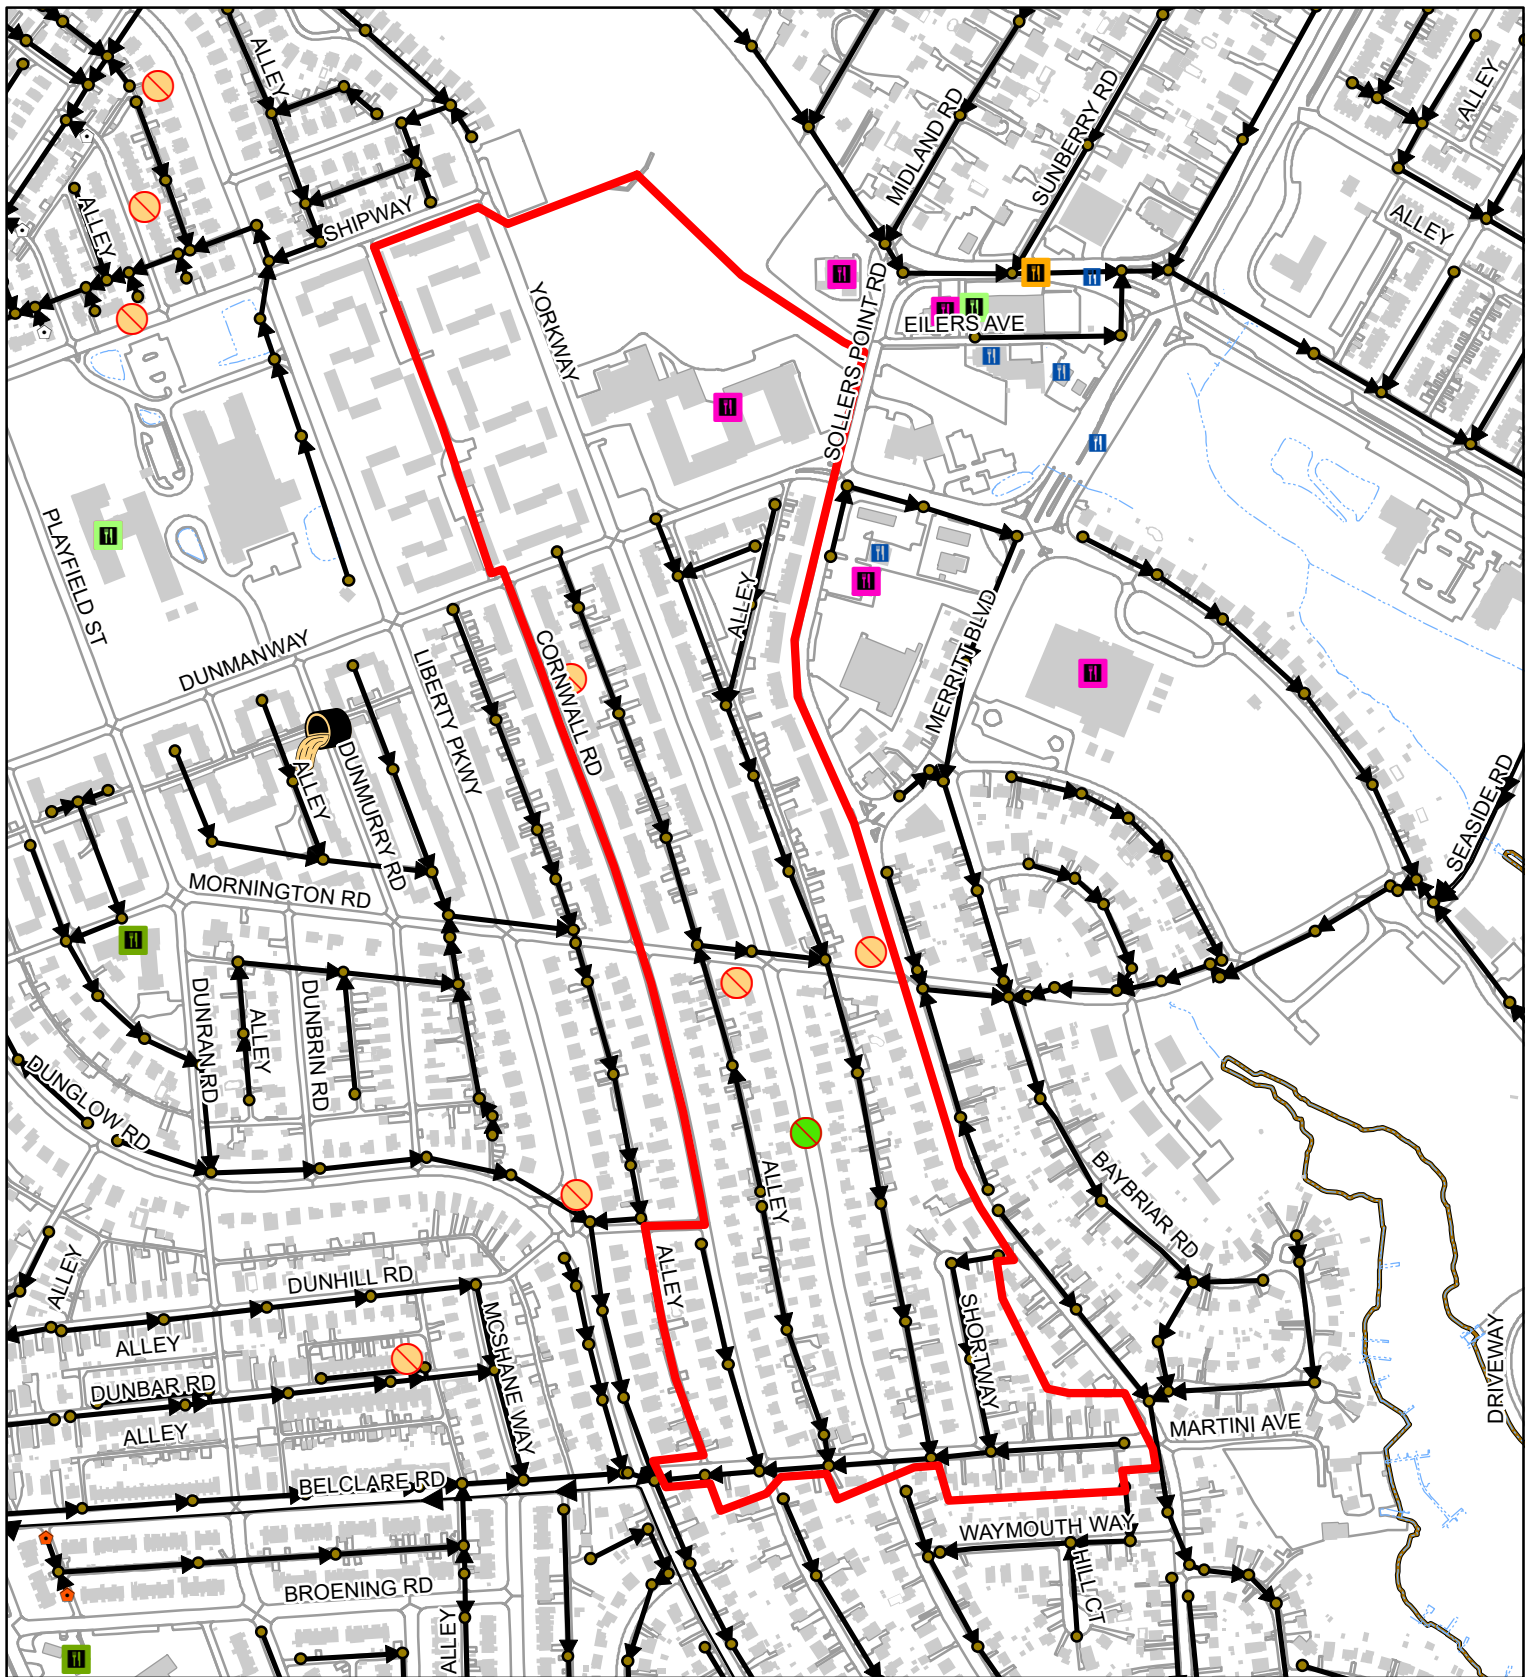 ALLEY
MIDLAND RD
SUNBERRY RD
ALLEY
ALLEY
SHIPWAY
ALLEY
YORKWAY
SOLLERS POINT RD
EILERS AVE
PLAYFIELD ST
ALLEY
MERRITT BLVD
DUNMANWAY
LIBERTY PKWY
CORNWALL RD
ALLEY
DUNMURRY RD
SEASIDE RD
MORNINGTON RD
DUNRAN RD
ALLEY
DUNBRIN RD
DUNGLOW RD
ALLEY
BAYBRIAR RD
ALLEY
ALLEY
DUNHILL RD
SHORTWAY
MCSHANE WAY
DRIVEWAY
ALLEY
DUNBAR RD
ALLEY
MARTINI AVE
BELCLARE RD
WAYMOUTH WAY
HILL CT
BROENING RD
ALLEY